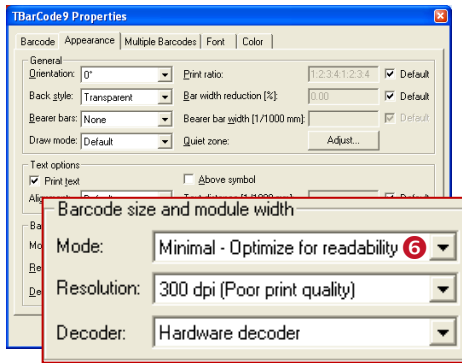 TBarCode9 Properties
Barcode Appearance Multiple Barcodes Font Color
General
Orientation: 0° Print ratio: 1:2:3:4:1:2:3:4 Default
Back style: Transparent Bar width reduction [%]: 0.00 Default
Bearer bars: None Bearer bar width [1/1000 mm]: Default
Draw mode: Default Quiet zone: Adjust...
Text options
Print text Above symbol
Default
Barcode size and module width
Mode: Minimal - Optimize for readability 6
Resolution: 300 dpi (Poor print quality)
Decoder: Hardware decoder